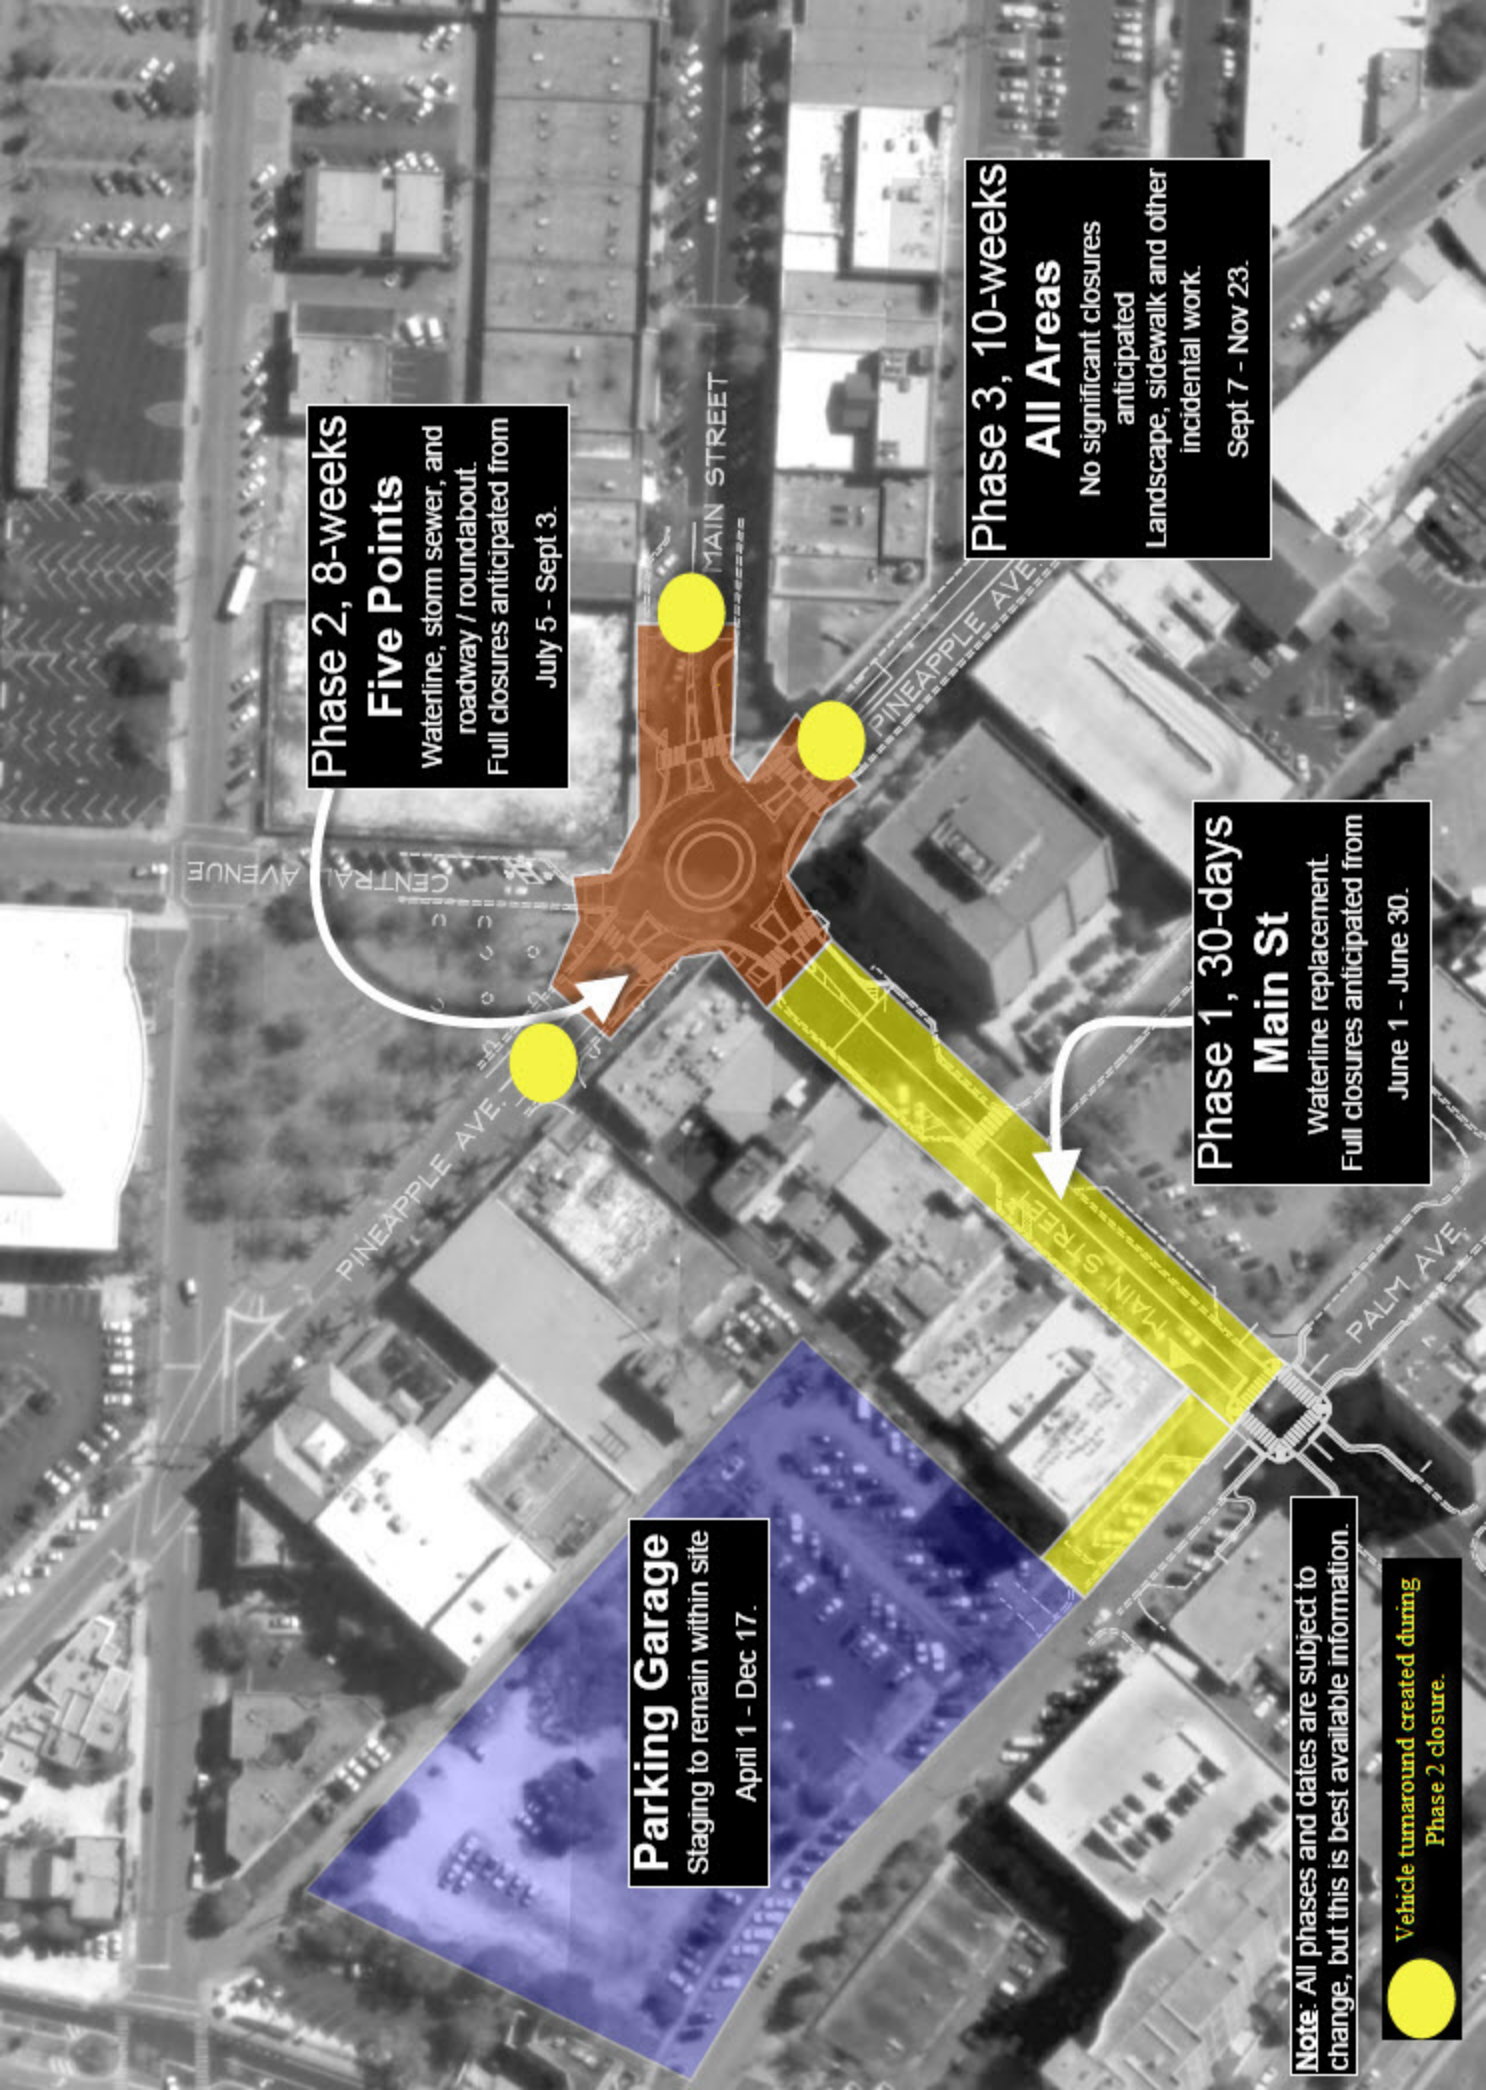 Phase 2, 8-weeks
Five Points
Waterline, storm sewer, and
roadway / roundabout.
Full closures anticipated from
July 5 - Sept 3.
Phase 3, 10-weeks
All Areas
No significant closures
anticipated
Landscape, sidewalk and other
incidental work.
Sept 7 - Nov 23.
Phase 1, 30-days
Main St
Waterline replacement.
Full closures anticipated from
June 1 - June 30.
Parking Garage
Staging to remain within site
April 1 - Dec 17.
Note: All phases and dates are subject to
change, but this is best available information.
Vehicle turnaround created during
Phase 2 closure.
CENTRAL AVENUE
MAIN STREET
PINEAPPLE AVE.
PINEAPPLE AVE.
MAIN STREET
PALM AVE.